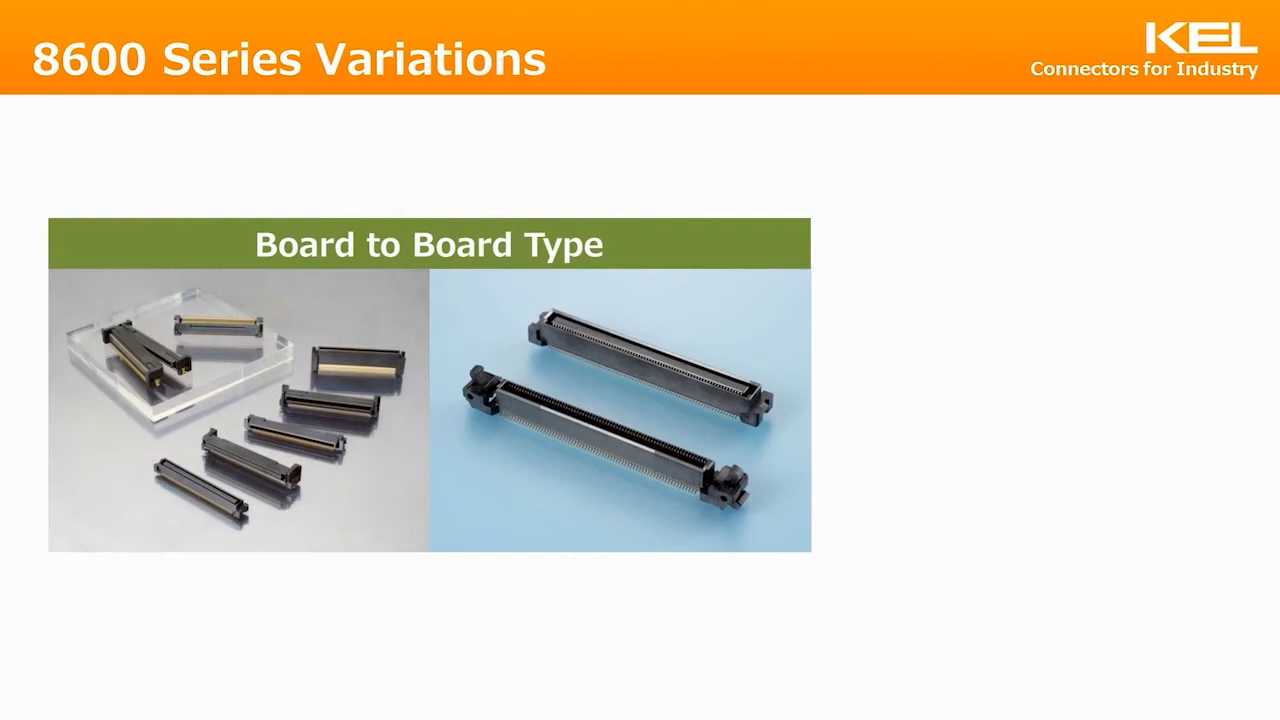 8600 Series Variations
KEL
Connectors for Industry
Board to Board Type